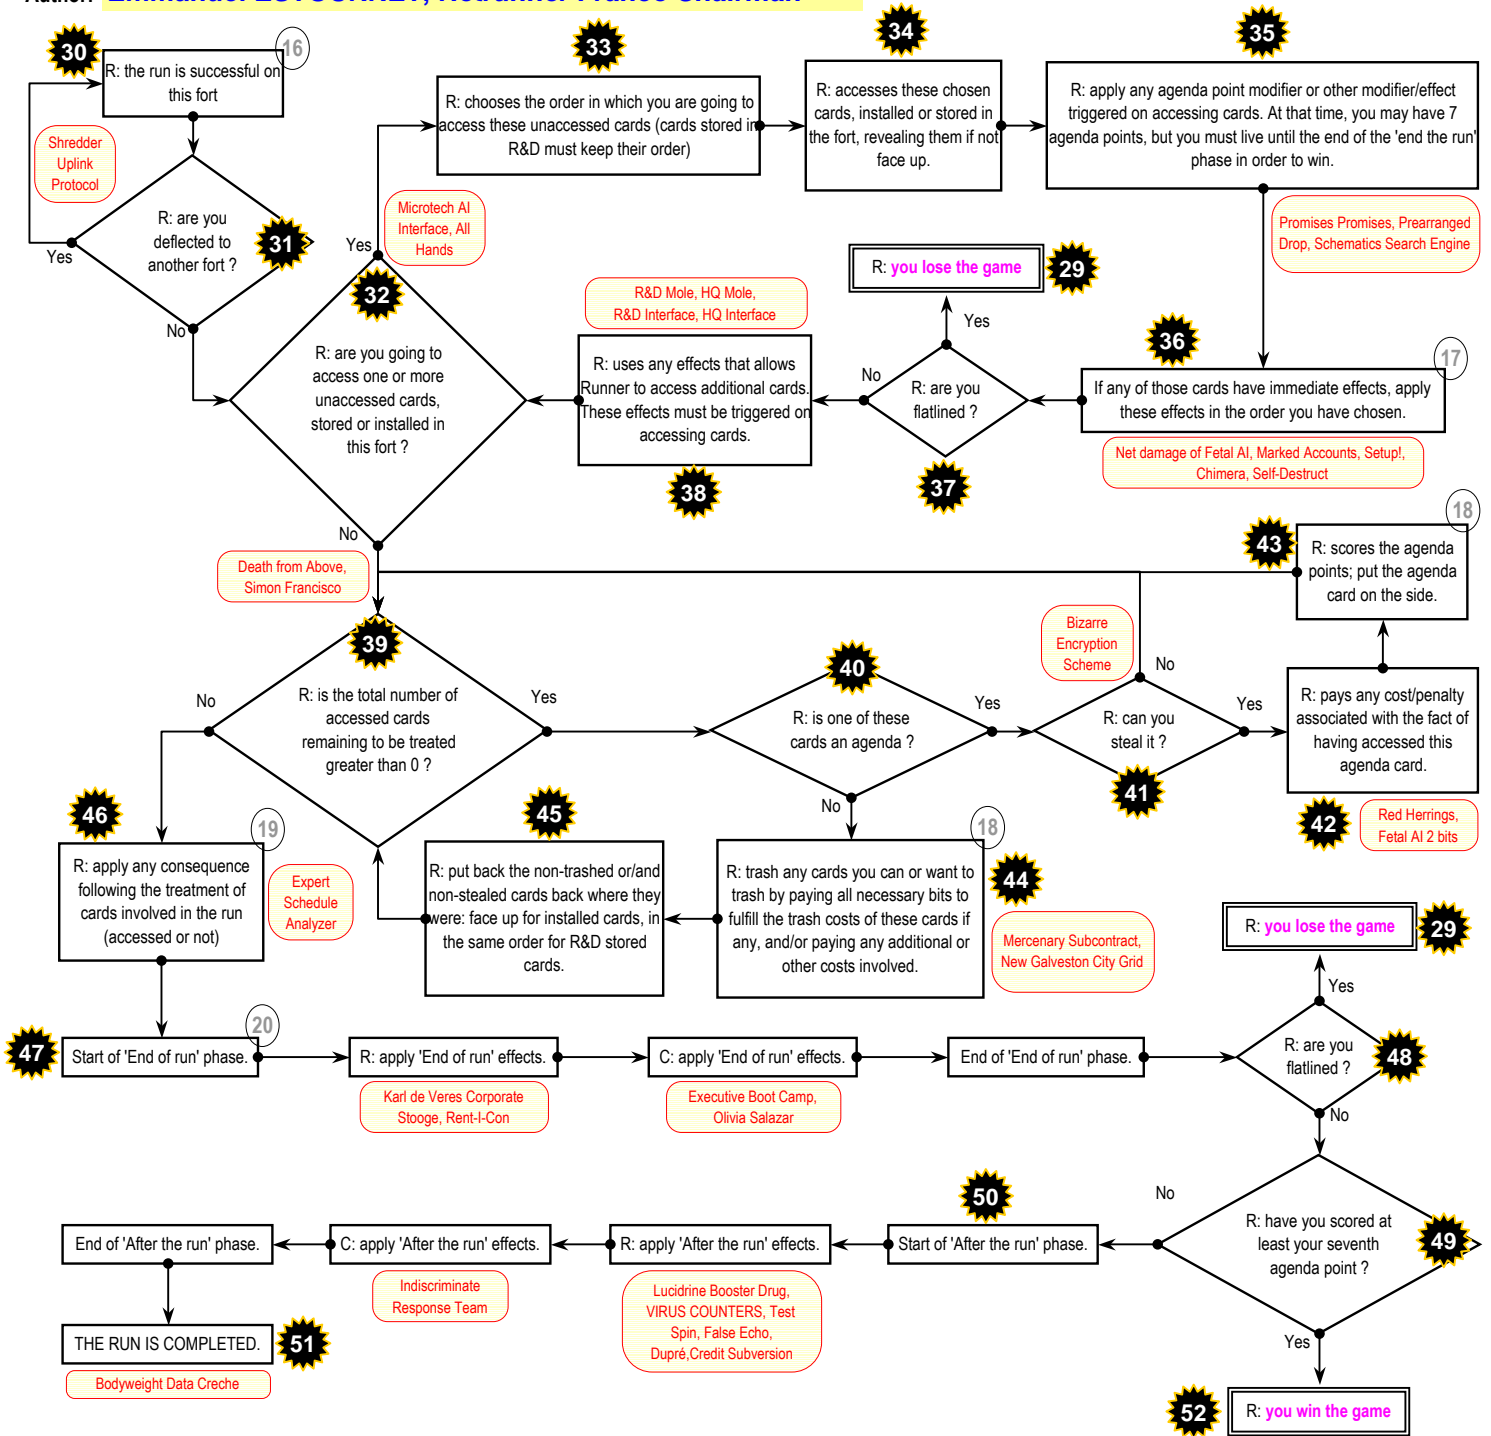 30
16
R: the run is successful on
this fort
Shredder
Uplink
Protocol
R: are you
deflected to
another fort ?
31
Yes
No
33
R: chooses the order in which you are going to
access these unaccessed cards (cards stored in
R&D must keep their order)
34
R: accesses these chosen
cards, installed or stored in
the fort, revealing them if not
face up.
35
R: apply any agenda point modifier or other modifier/effect
triggered on accessing cards. At that time, you may have 7
agenda points, but you must live until the end of the 'end the run'
phase in order to win.
Promises Promises, Prearranged
Drop, Schematics Search Engine
Microtech AI
Interface, All
Hands
Yes
32
R: are you going to
access one or more
unaccessed cards,
stored or installed in
this fort ?
No
R&D Mole, HQ Mole,
R&D Interface, HQ Interface
R: uses any effects that allows
Runner to access additional cards.
These effects must be triggered on
accessing cards.
38
R: you lose the game
29
Yes
No
R: are you
flatlined ?
37
36
17
If any of those cards have immediate effects, apply
these effects in the order you have chosen.
Net damage of Fetal AI, Marked Accounts, Setup!,
Chimera, Self-Destruct
Death from Above,
Simon Francisco
39
R: is the total number of
accessed cards
remaining to be treated
greater than 0 ?
No
Yes
40
R: is one of these
cards an agenda ?
Yes
No
Bizarre
Encryption
Scheme
No
R: can you
steal it ?
41
Yes
18
43
R: scores the agenda
points; put the agenda
card on the side.
R: pays any cost/penalty
associated with the fact of
having accessed this
agenda card.
42
Red Herrings,
Fetal AI 2 bits
46
19
R: apply any consequence
following the treatment of
cards involved in the run
(accessed or not)
Expert
Schedule
Analyzer
45
R: put back the non-trashed or/and
non-stealed cards back where they
were: face up for installed cards, in
the same order for R&D stored
cards.
18
R: trash any cards you can or want to
trash by paying all necessary bits to
fulfill the trash costs of these cards if
any, and/or paying any additional or
other costs involved.
44
Mercenary Subcontract,
New Galveston City Grid
R: you lose the game
29
Yes
47
20
Start of 'End of run' phase.
R: apply 'End of run' effects.
Karl de Veres Corporate
Stooge, Rent-I-Con
C: apply 'End of run' effects.
Executive Boot Camp,
Olivia Salazar
End of 'End of run' phase.
R: are you
flatlined ?
48
No
R: have you scored at
least your seventh
agenda point ?
49
No
Yes
50
Start of 'After the run' phase.
R: apply 'After the run' effects.
Lucidrine Booster Drug,
VIRUS COUNTERS, Test
Spin, False Echo,
Dupré,Credit Subversion
C: apply 'After the run' effects.
Indiscriminate
Response Team
End of 'After the run' phase.
THE RUN IS COMPLETED.
51
Bodyweight Data Creche
52
R: you win the game